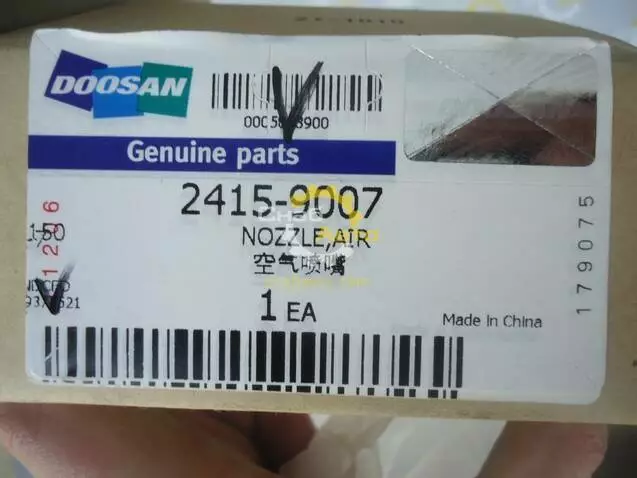 DOOSAN
Genuine parts
2415-9007
NOZZLE,AIR
空气喷嘴
1 EA
Made In China
179075